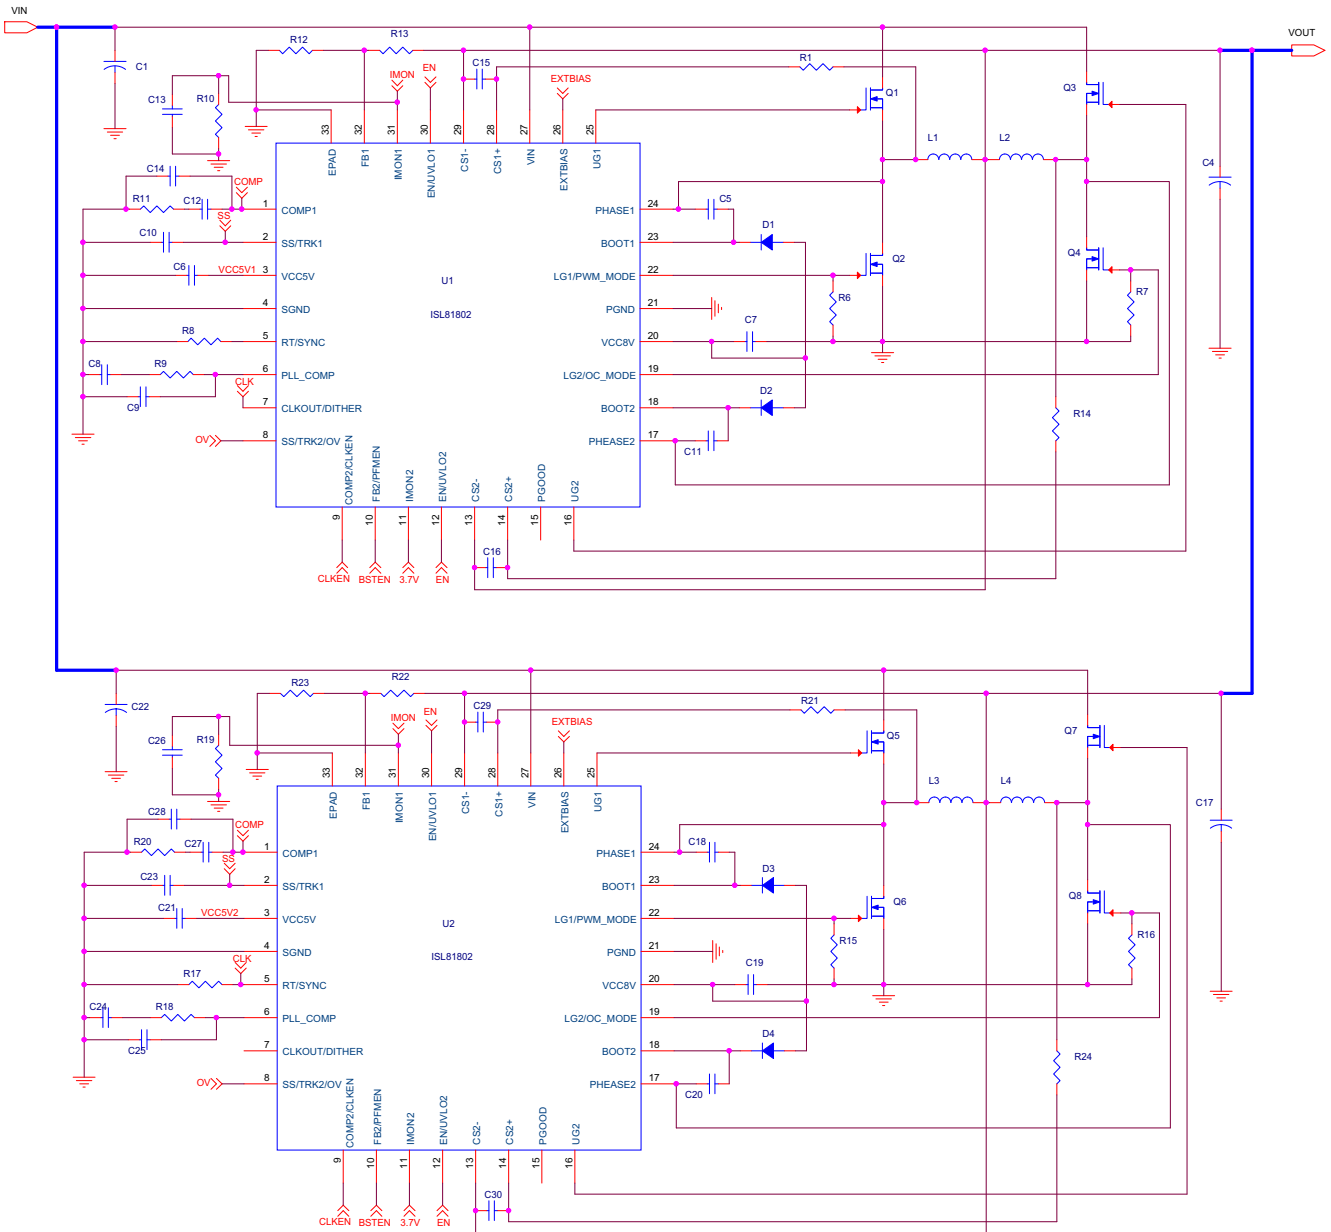 VIN
VOUT
R12
R13
C1
C15
R1
EN
IMON
EXTBIAS
C13
R10
Q1
Q3
33
32
31
30
29
28
27
26
25
EPAD
FB1
IMON1
EN/UVLO1
CS1-
CS1+
VIN
EXTBIAS
UG1
L1
L2
C4
C14
COMP
R11
C12
SS
C10
C6
VCC5V1
R8
C8
R9
C9
CLK
OV
1
COMP1
2
SS/TRK1
3
VCC5V
4
SGND
5
RT/SYNC
6
PLL_COMP
7
CLKOUT/DITHER
8
SS/TRK2/OV
U1
ISL81802
PHASE1
24
BOOT1
23
LG1/PWM_MODE
22
PGND
21
VCC8V
20
LG2/OC_MODE
19
BOOT2
18
PHEASE2
17
C5
D1
Q2
Q4
R6
R7
C7
D2
C11
R14
COMP2/CLKEN
FB2/PFMEN
IMON2
EN/UVLO2
CS2-
CS2+
PGOOD
UG2
9
10
11
12
13
14
15
16
C16
CLKEN
BSTEN
3.7V
EN
R23
R22
C22
C29
R21
EN
IMON
EXTBIAS
C26
R19
Q5
Q7
33
32
31
30
29
28
27
26
25
EPAD
FB1
IMON1
EN/UVLO1
CS1-
CS1+
VIN
EXTBIAS
UG1
L3
L4
C17
C28
COMP
R20
C27
SS
C23
C21
VCC5V2
CLK
R17
C24
R18
C25
OV
1
COMP1
2
SS/TRK1
3
VCC5V
4
SGND
5
RT/SYNC
6
PLL_COMP
7
CLKOUT/DITHER
8
SS/TRK2/OV
U2
ISL81802
PHASE1
24
BOOT1
23
LG1/PWM_MODE
22
PGND
21
VCC8V
20
LG2/OC_MODE
19
BOOT2
18
PHEASE2
17
C18
D3
Q6
Q8
R15
R16
C19
D4
C20
R24
COMP2/CLKEN
FB2/PFMEN
IMON2
EN/UVLO2
CS2-
CS2+
PGOOD
UG2
9
10
11
12
13
14
15
16
C30
CLKEN
BSTEN
3.7V
EN